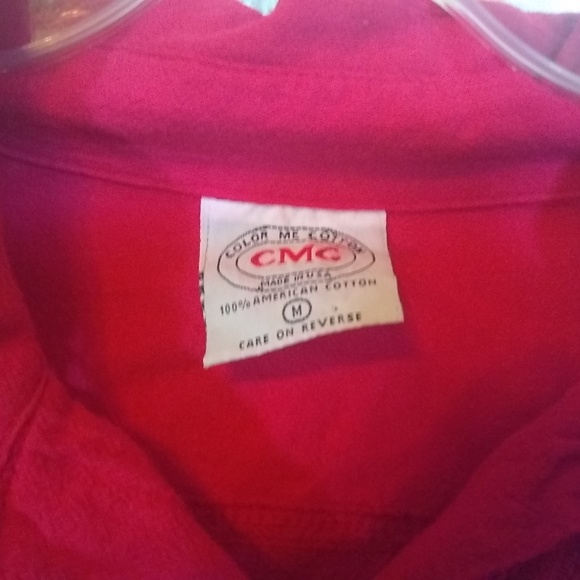 COLOR ME COTTON
CMC
MADE IN U.S.A
100% AMERICAN COTTON
M
CARE ON REVERSE